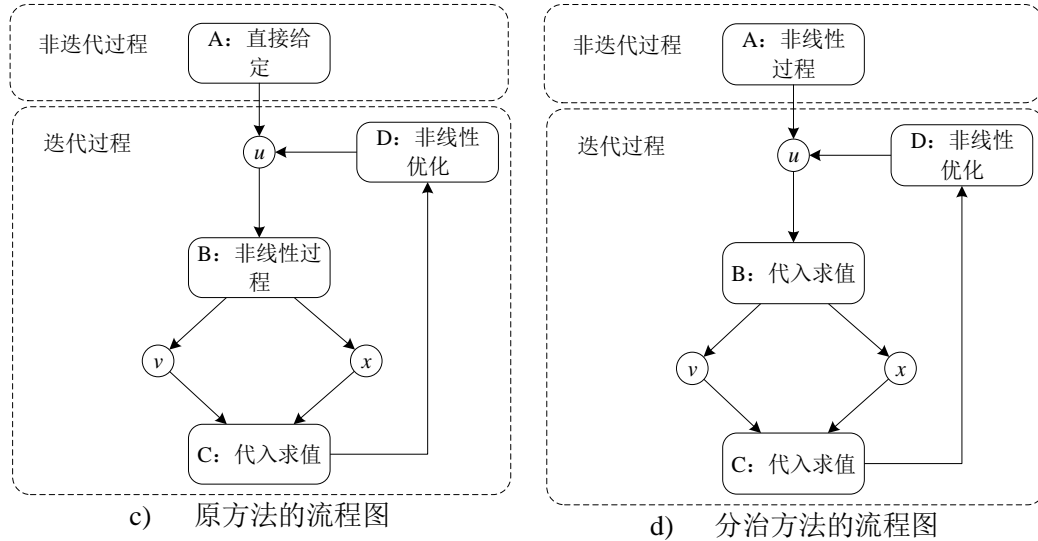 非迭代过程
A：直接给
定
迭代过程
u
D：非线性
优化
B：非线性过
程
v
x
C：代入求值
c) 原方法的流程图
非迭代过程
A：非线性
过程
迭代过程
u
D：非线性
优化
B：代入求值
v
x
C：代入求值
d) 分治方法的流程图